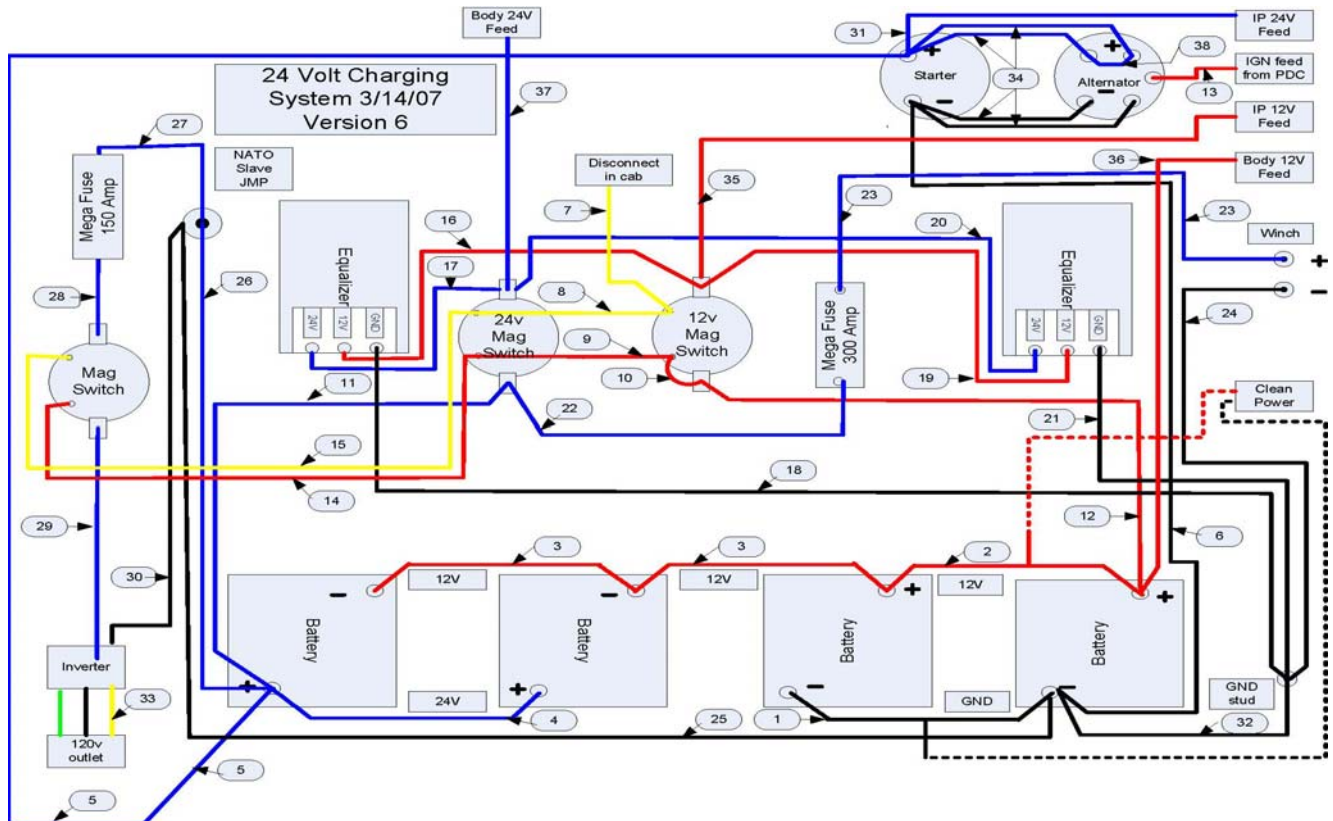 Body 24V
Feed
24 Volt Charging
System 3/14/07
Version 6
31
+
Starter
-
34
+
Alternator
-
38
13
IP 24V
Feed
IGN feed
from PDC
IP 12V
Feed
36
Body 12V
Feed
37
27
NATO
Slave
JMP
Mega Fuse
150 Amp
Disconnect
in cab
7
35
23
23
Winch
+
-
16
17
20
Equalizer
24V
12V
GND
8
24v
Mag
Switch
9
12v
Mag
Switch
10
Mega Fuse
300 Amp
Equalizer
24V
12V
GND
26
28
24
Mag
Switch
11
22
19
21
Clean
Power
15
14
18
12
6
29
30
3
3
2
12V
12V
12V
-
Battery
+
-
Battery
+
+
Battery
-
+
Battery
-
24V
GND
GND
stud
Inverter
33
120v
outlet
4
25
1
32
5
5